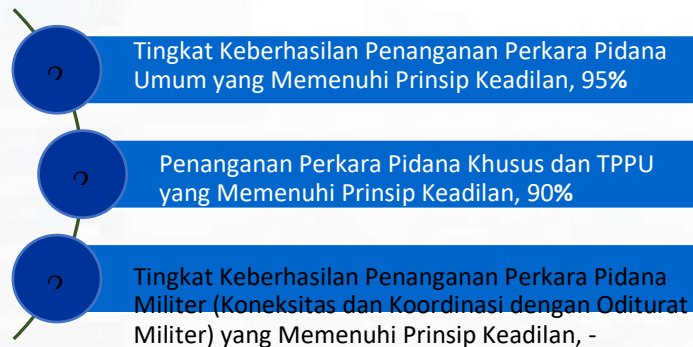 Tingkat Keberhasilan Penanganan Perkara Pidana
Umum yang Memenuhi Prinsip Keadilan, 95%
Penanganan Perkara Pidana Khusus dan TPPU
yang Memenuhi Prinsip Keadilan, 90%
Tingkat Keberhasilan Penanganan Perkara Pidana
Militer (Koneksitas dan Koordinasi dengan Oditurat
Militer) yang Memenuhi Prinsip Keadilan, -